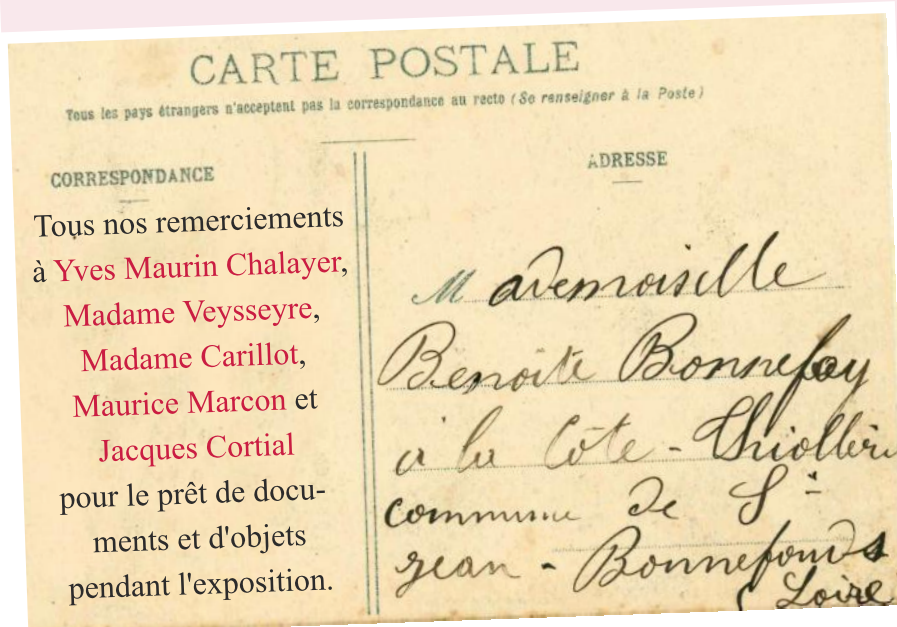 CARTE POSTALE
Tous les pays étrangers n'acceptent pas la correspondance au recto (Se renseigner à la Poste)
CORRESPONDANCE
Tous nos remerciements
à Yves Maurin Chalayer,
Madame Veysseyre,
Madame Carillot,
Maurice Marcon et
Jacques Cortial
pour le prêt de docu-
ments et d'objets
pendant l'exposition.
ADRESSE
Mademoiselle
Benoîte Bonnefoy
à la Côte-
commune de St
Jean-Bonnefonds
Loire